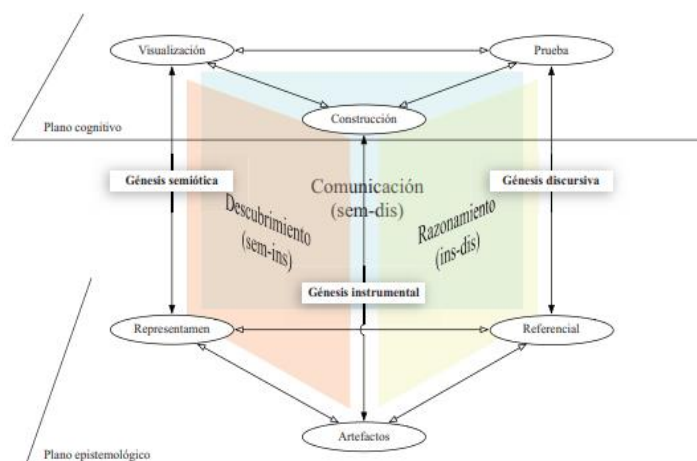 Visualización
Prueba
Construcción
Plano cognitivo
Génesis semiótica
Génesis discursiva
Comunicación
(sem-dis)
Descubrimiento
(sem-ins)
Razonamiento
(ins-dis)
Génesis instrumental
Representamen
Referencial
Artefactos
Plano epistemológico